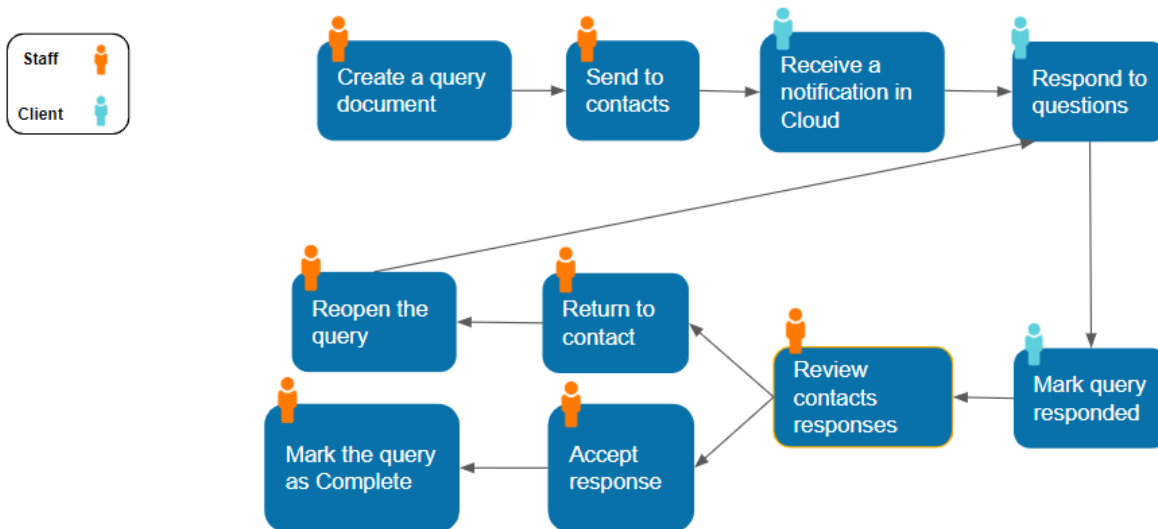 Staff
Client
Create a query
document
Send to
contacts
Receive a
notification in
Cloud
Respond to
questions
Reopen the
query
Return to
contact
Review
contacts
responses
Mark query
responded
Mark the query
as Complete
Accept
response